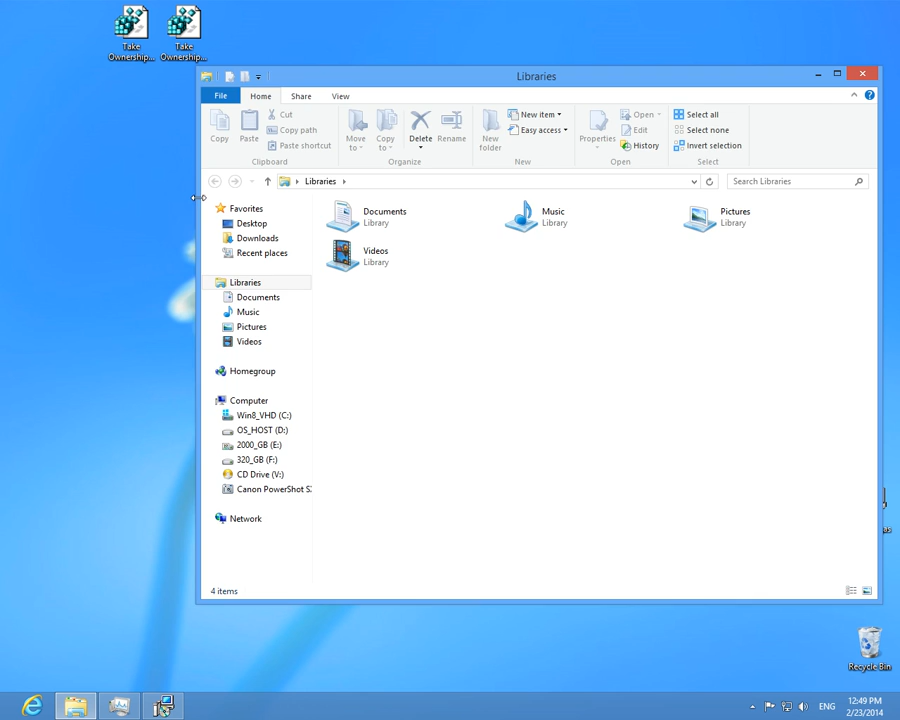 Take
Ownership...
Take
Ownership...
Libraries
File
Home
Share
View
Copy
Paste
Cut
Copy path
Paste shortcut
Clipboard
Move
to
Copy
to
Delete
Rename
Organize
New
folder
New item
Easy access
New
Properties
Open
Edit
History
Open
Select all
Select none
Invert selection
Select
Libraries
Search Libraries
Favorites
Desktop
Downloads
Recent places
Libraries
Documents
Music
Pictures
Videos
Homegroup
Computer
Win8_VHD (C:)
OS_HOST (D:)
2000_GB (E:)
320_GB (F:)
CD Drive (V:)
Canon PowerShot
Network
Documents
Library
Music
Library
Pictures
Library
Videos
Library
4 items
Recycle Bin
ENG
12:49 PM
2/23/2014